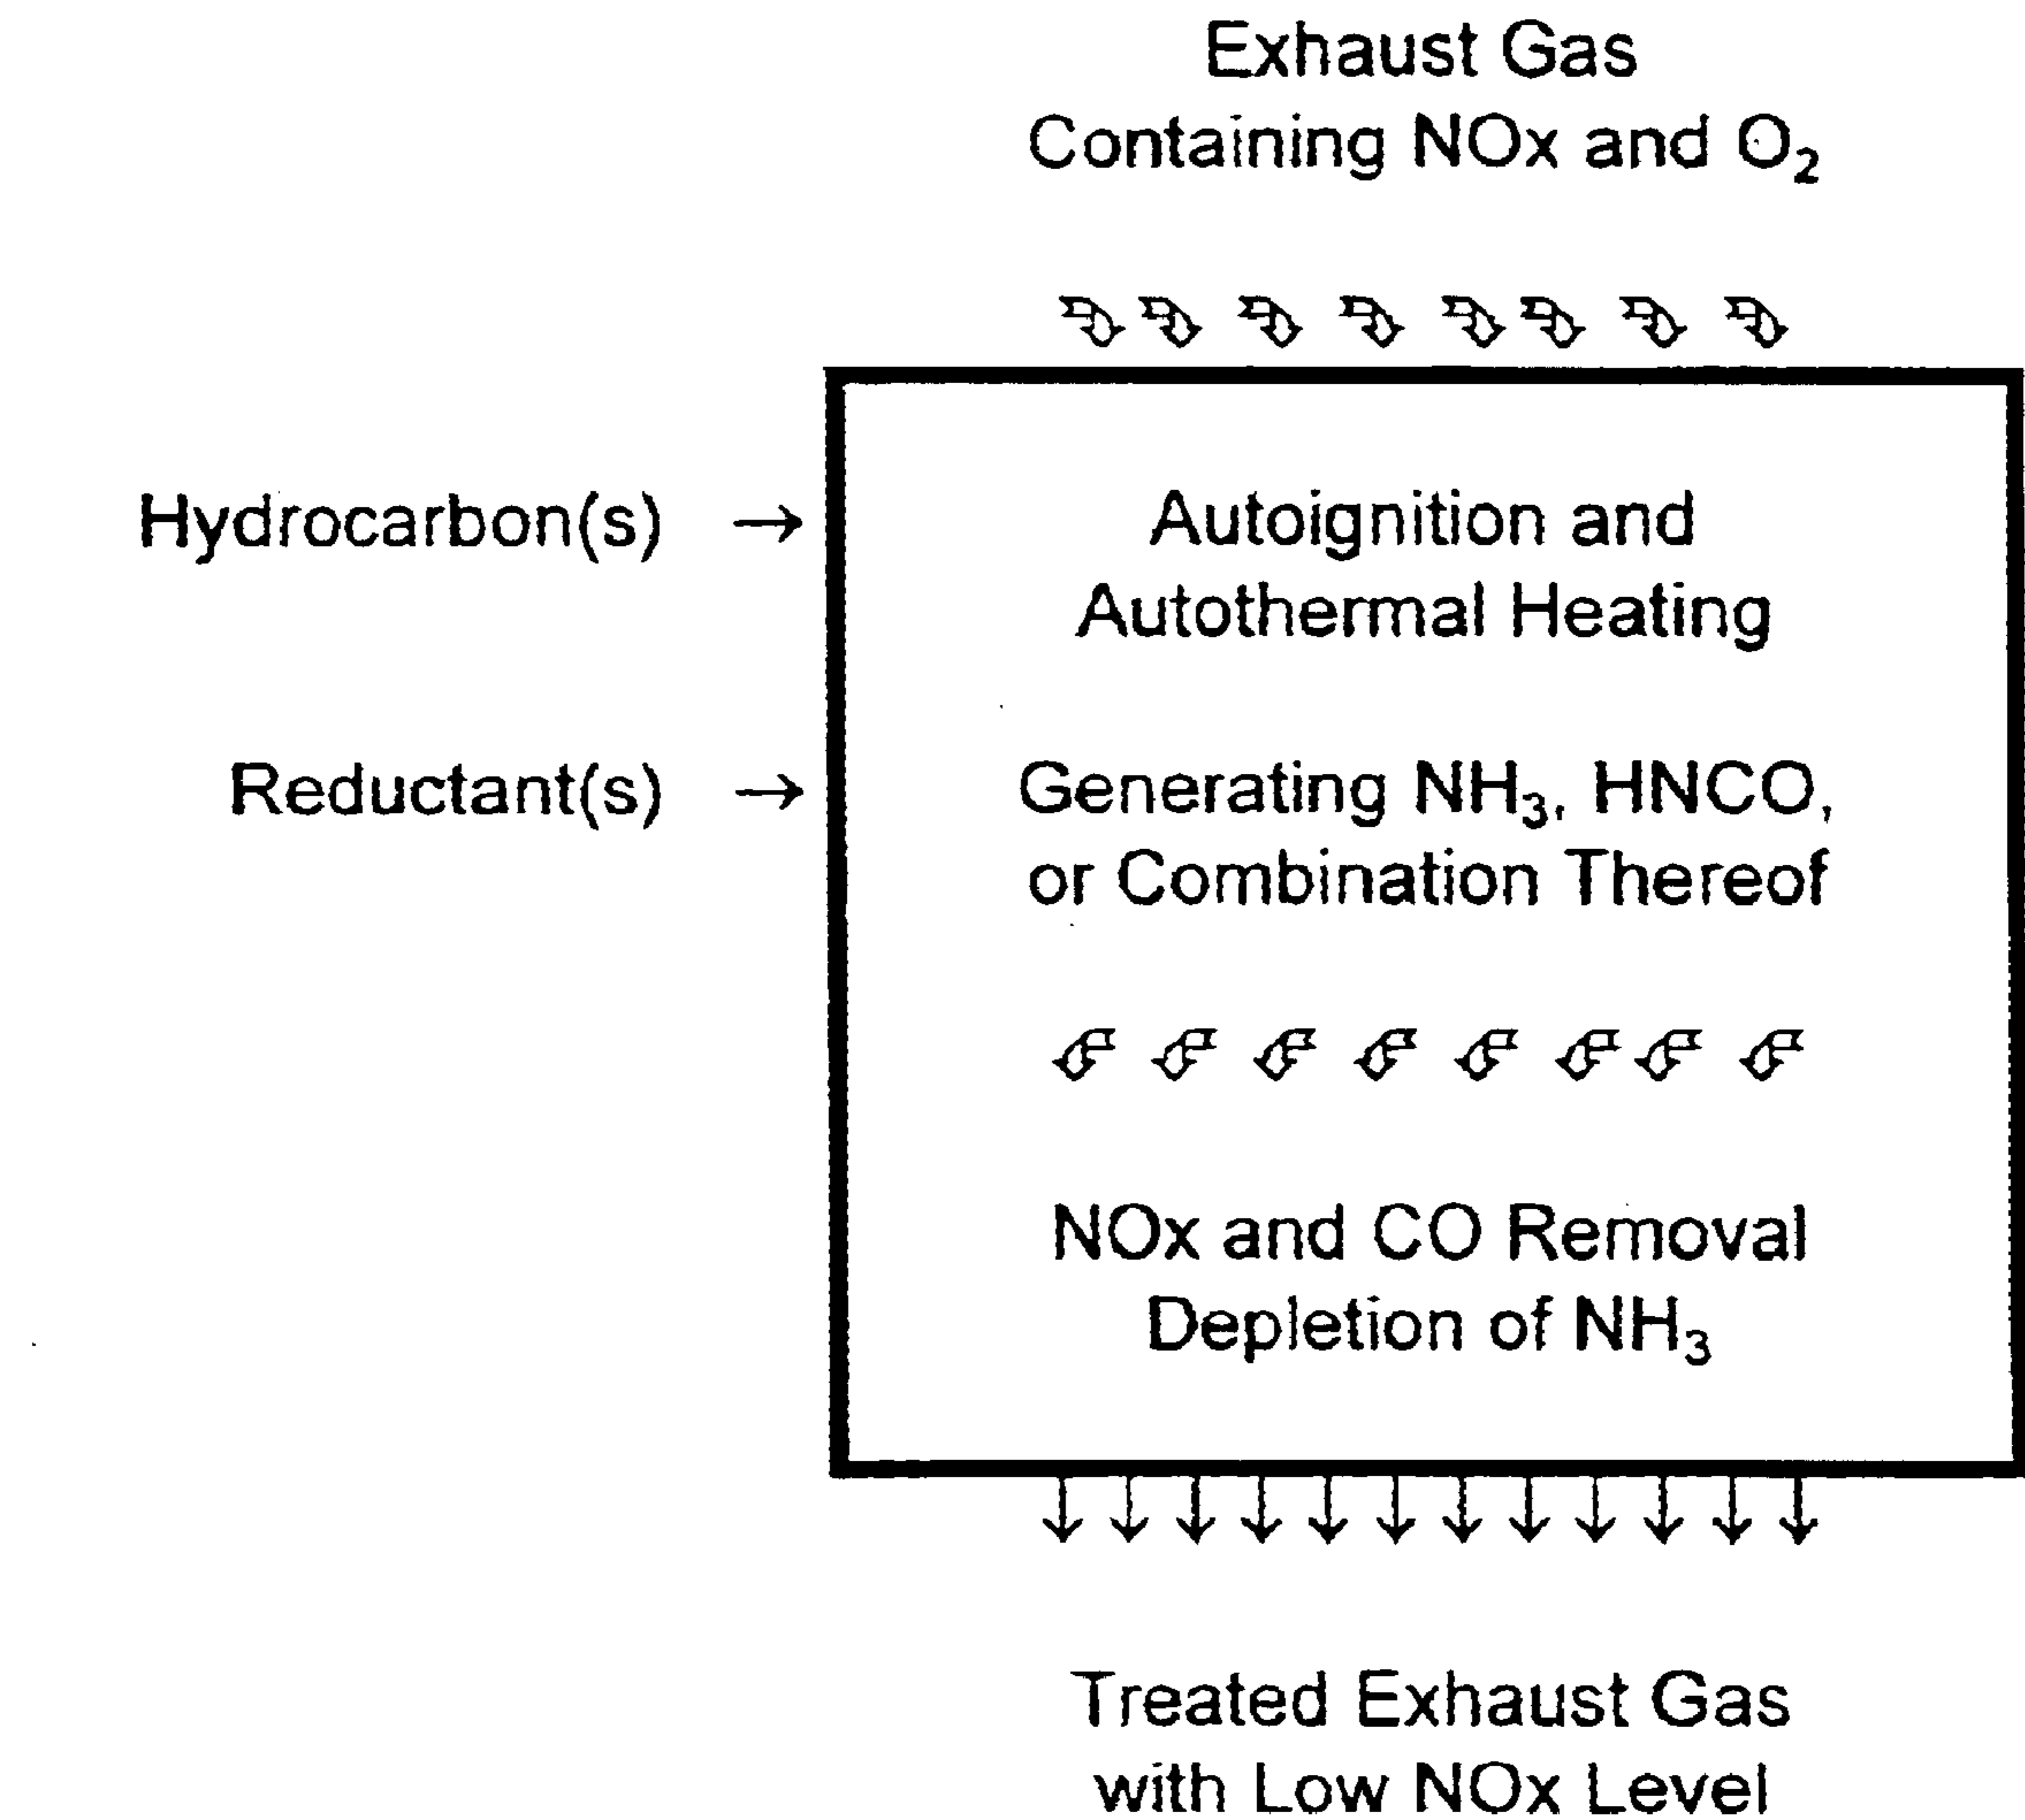 Exhaust Gas
Containing NOx and O₂
Hydrocarbon(s) →
Autoignition and
Autothermal Heating
Reductant(s) →
Generating NH₃, HNCO,
or Combination Thereof
NOx and CO Removal
Depletion of NH₃
Treated Exhaust Gas
with Low NOx Level